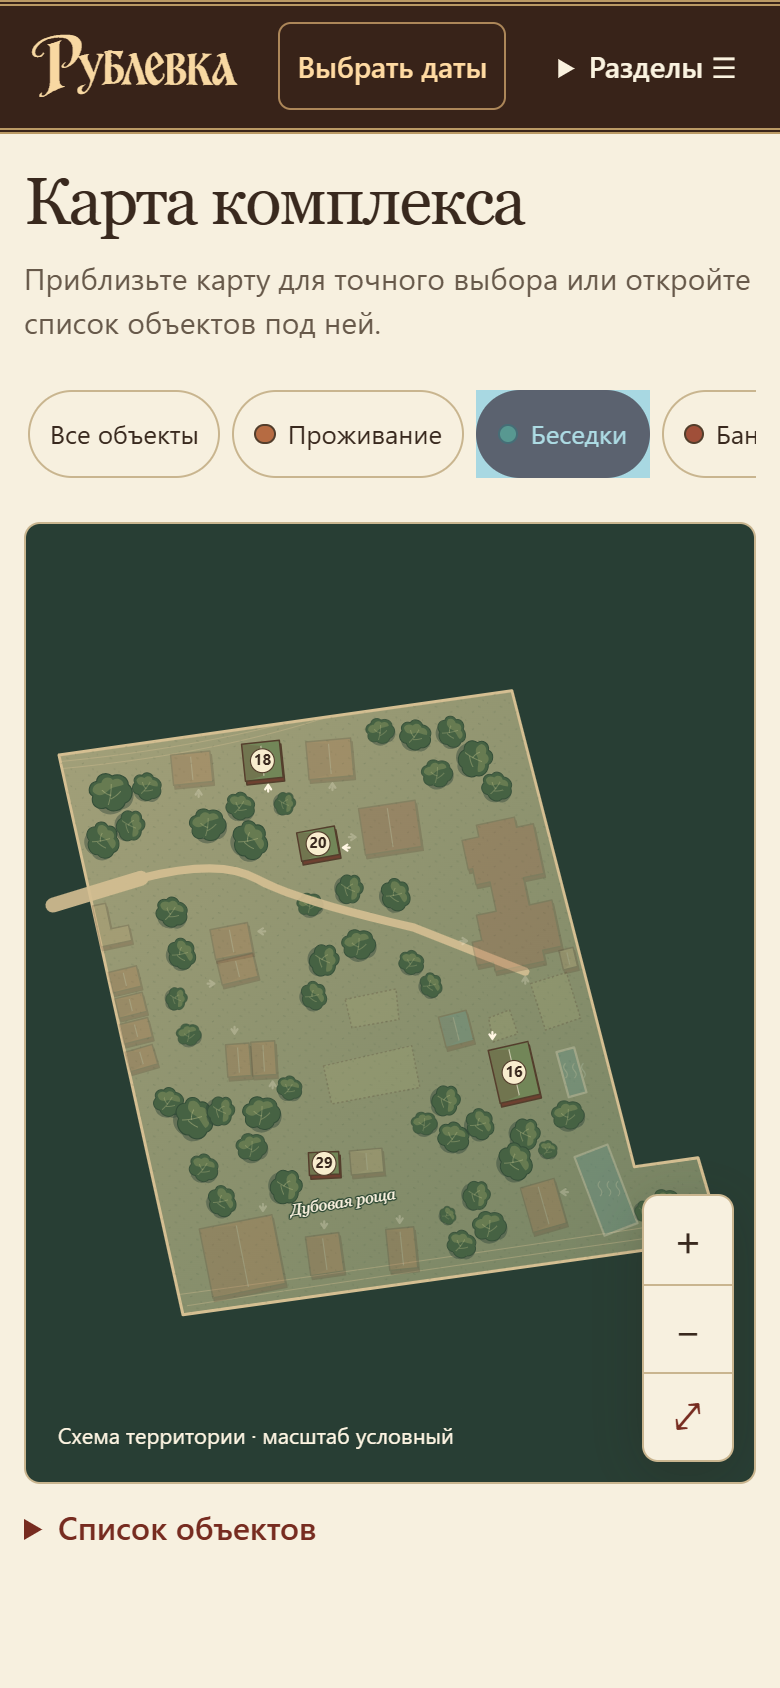 Рублевка
Выбрать даты
Разделы
Карта комплекса
Приблизьте карту для точного выбора или откройте
список объектов под ней.
Все объекты
Проживание
Беседки
Бан
18
20
16
29
Дубовая роща
+
−
Схема территории · масштаб условный
Список объектов